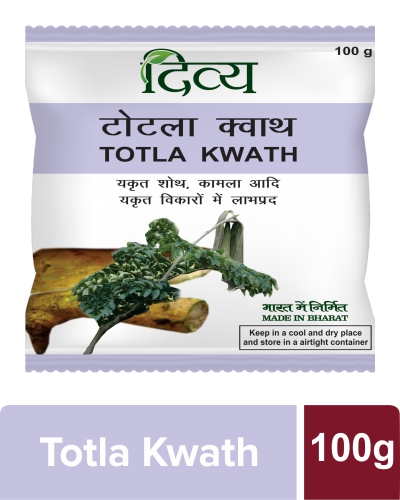 100 g
दिव्य
टोटला क्वाथ
TOTLA KWATH
यकृत शोथ, कामला आदि
यकृत विकारों में लाभप्रद
भारत में निर्मित
MADE IN BHARAT
Keep in a cool and dry place
and store in a airtight container
Totla Kwath
100g